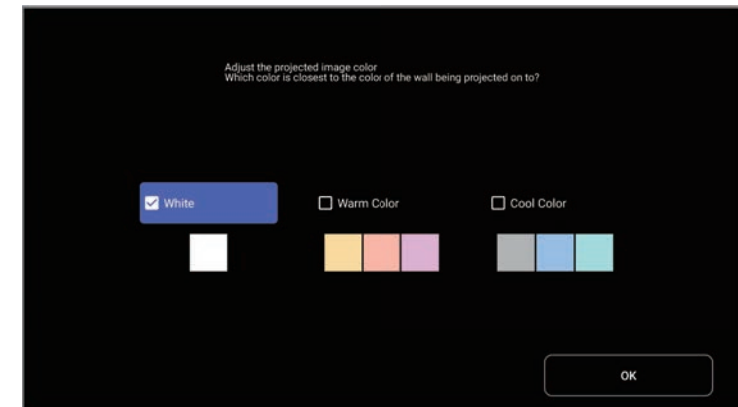 Adjust the projected image color
Which color is closest to the color of the wall being projected on to?
White
Warm Color
Cool Color
OK